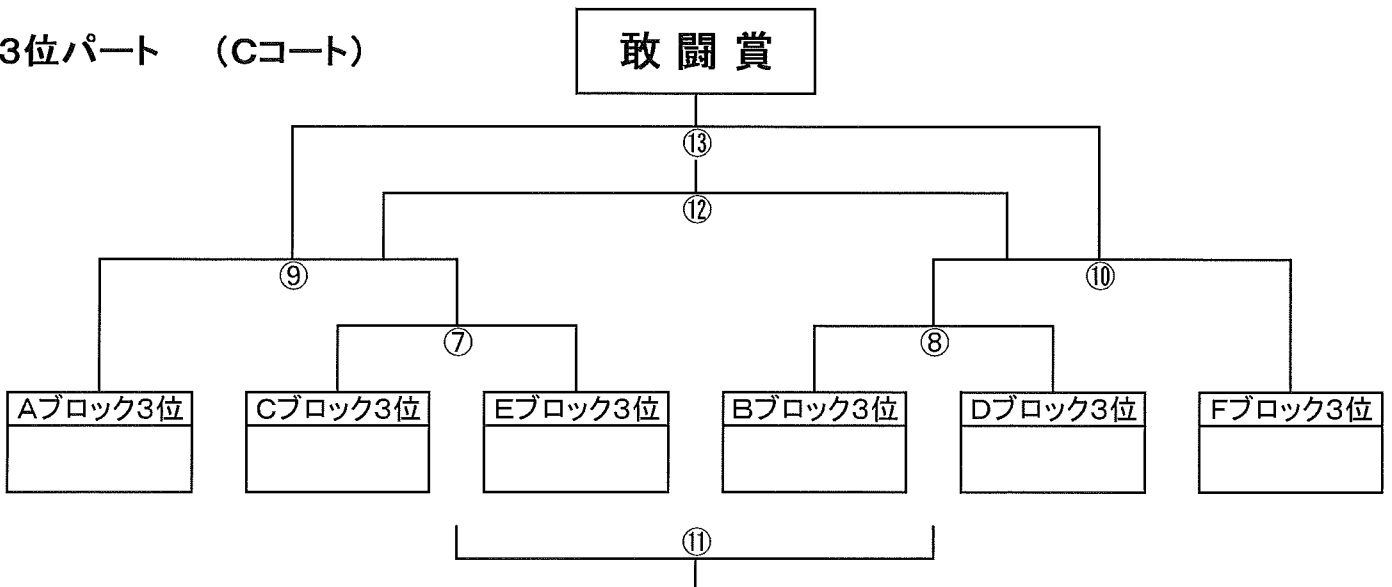 3位パート （Cコート）
敢闘賞
⑬
⑫
⑨
⑩
⑦
⑧
Aブロック3位
Cブロック3位
Eブロック3位
Bブロック3位
Dブロック3位
Fブロック3位
⑪